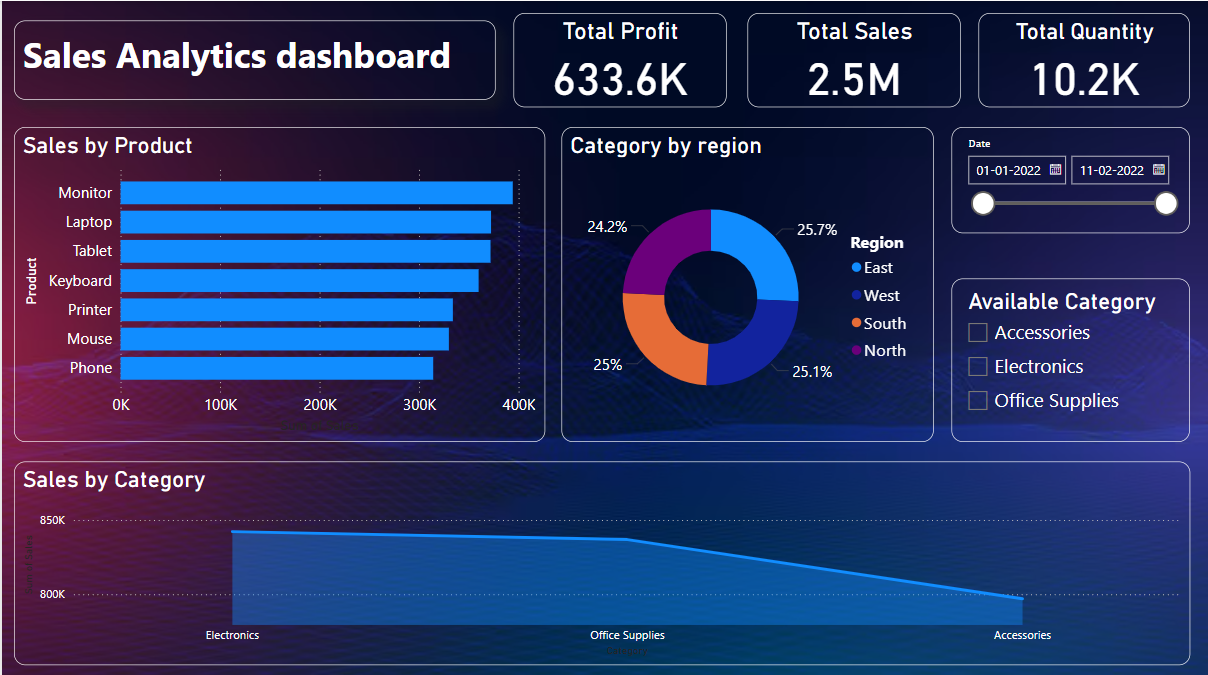 Sales Analytics dashboard
Total Profit
633.6K
Total Sales
2.5M
Total Quantity
10.2K
Sales by Product
Product
Monitor
Laptop
Tablet
Keyboard
Printer
Mouse
Phone
0K 100K 200K 300K 400K
Category by region
24.2%
25.7%
25%
25.1%
Region
East
West
South
North
Date
01-01-2022 11-02-2022
Available Category
Accessories
Electronics
Office Supplies
Sales by Category
850K
800K
Electronics Office Supplies Accessories
Category